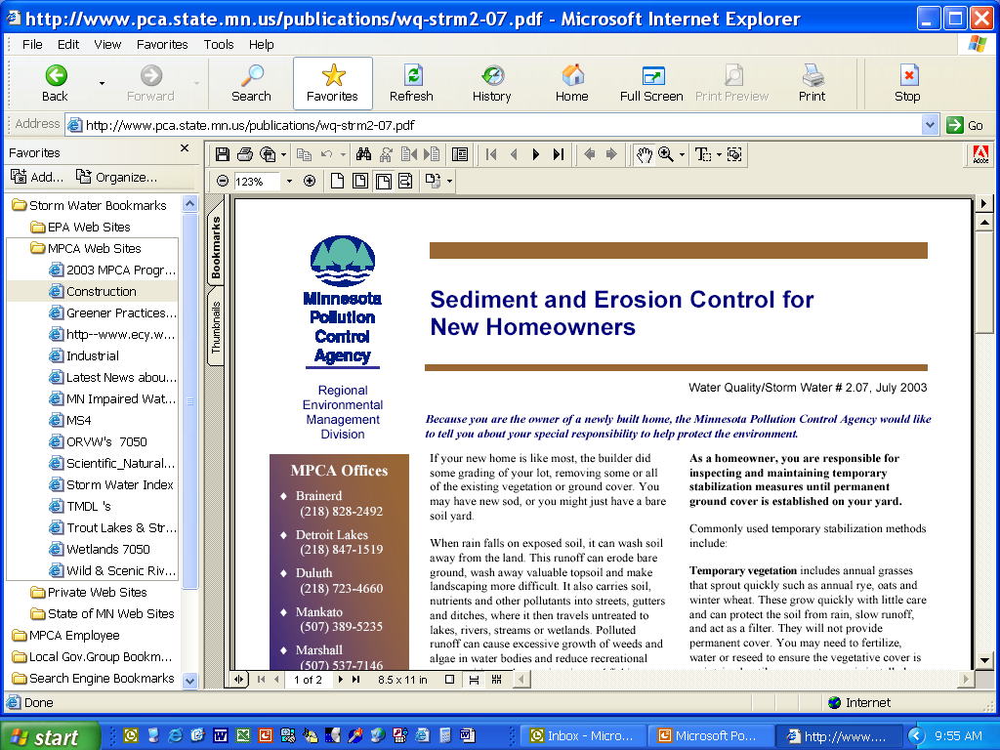 http://www.pca.state.mn.us/publications/wq-strm2-07.pdf - Microsoft Internet Explorer
File Edit View Favorites Tools Help
Back Forward Search Favorites Refresh History Home Full Screen Print Preview Print Stop
Address http://www.pca.state.mn.us/publications/wq-strm2-07.pdf Go
Favorites
Add... Organize...
Storm Water Bookmarks
EPA Web Sites
MPCA Web Sites
2003 MPCA Progr...
Construction
Greener Practices...
http--www.ecy.w...
Industrial
Latest News abou...
MN Impaired Wat...
MS4
ORVW's 7050
Scientific_Natural...
Storm Water Index
TMDL 's
Trout Lakes & Str...
Wetlands 7050
Wild & Scenic Riv...
Private Web Sites
State of MN Web Sites
MPCA Employee
Local Gov.Group Bookm...
Search Engine Bookmarks
Adobe
123%
Bookmarks
Thumbnails
Minnesota
Pollution
Control
Agency
Regional
Environmental
Management
Division
MPCA Offices
Brainerd
(218) 828-2492
Detroit Lakes
(218) 847-1519
Duluth
(218) 723-4660
Mankato
(507) 389-5235
Marshall
(507) 537-7146
Sediment and Erosion Control for
New Homeowners
Water Quality/Storm Water # 2.07, July 2003
Because you are the owner of a newly built home, the Minnesota Pollution Control Agency would like
to tell you about your special responsibility to help protect the environment.
If your new home is like most, the builder did
some grading of your lot, removing some or all
of the existing vegetation or ground cover. You
may have new sod, or you might just have a bare
soil yard.
When rain falls on exposed soil, it can wash soil
away from the land. This runoff can erode bare
ground, wash away valuable topsoil and make
landscaping more difficult. It also carries soil,
nutrients and other pollutants into streets, gutters
and ditches, where it then travels untreated to
lakes, rivers, streams or wetlands. Polluted
runoff can cause excessive growth of weeds and
algae in water bodies and reduce recreational
As a homeowner, you are responsible for
inspecting and maintaining temporary
stabilization measures until permanent
ground cover is established on your yard.
Commonly used temporary stabilization methods
include:
Temporary vegetation includes annual grasses
that sprout quickly such as annual rye, oats and
winter wheat. These grow quickly with little care
and can protect the soil from rain, slow runoff,
and act as a filter. They will not provide
permanent cover. You may need to fertilize,
water or reseed to ensure the vegetative cover is
1 of 2 8.5 x 11 in
Done Internet
start Inbox - Micro... Microsoft Po... http://www.... 9:55 AM